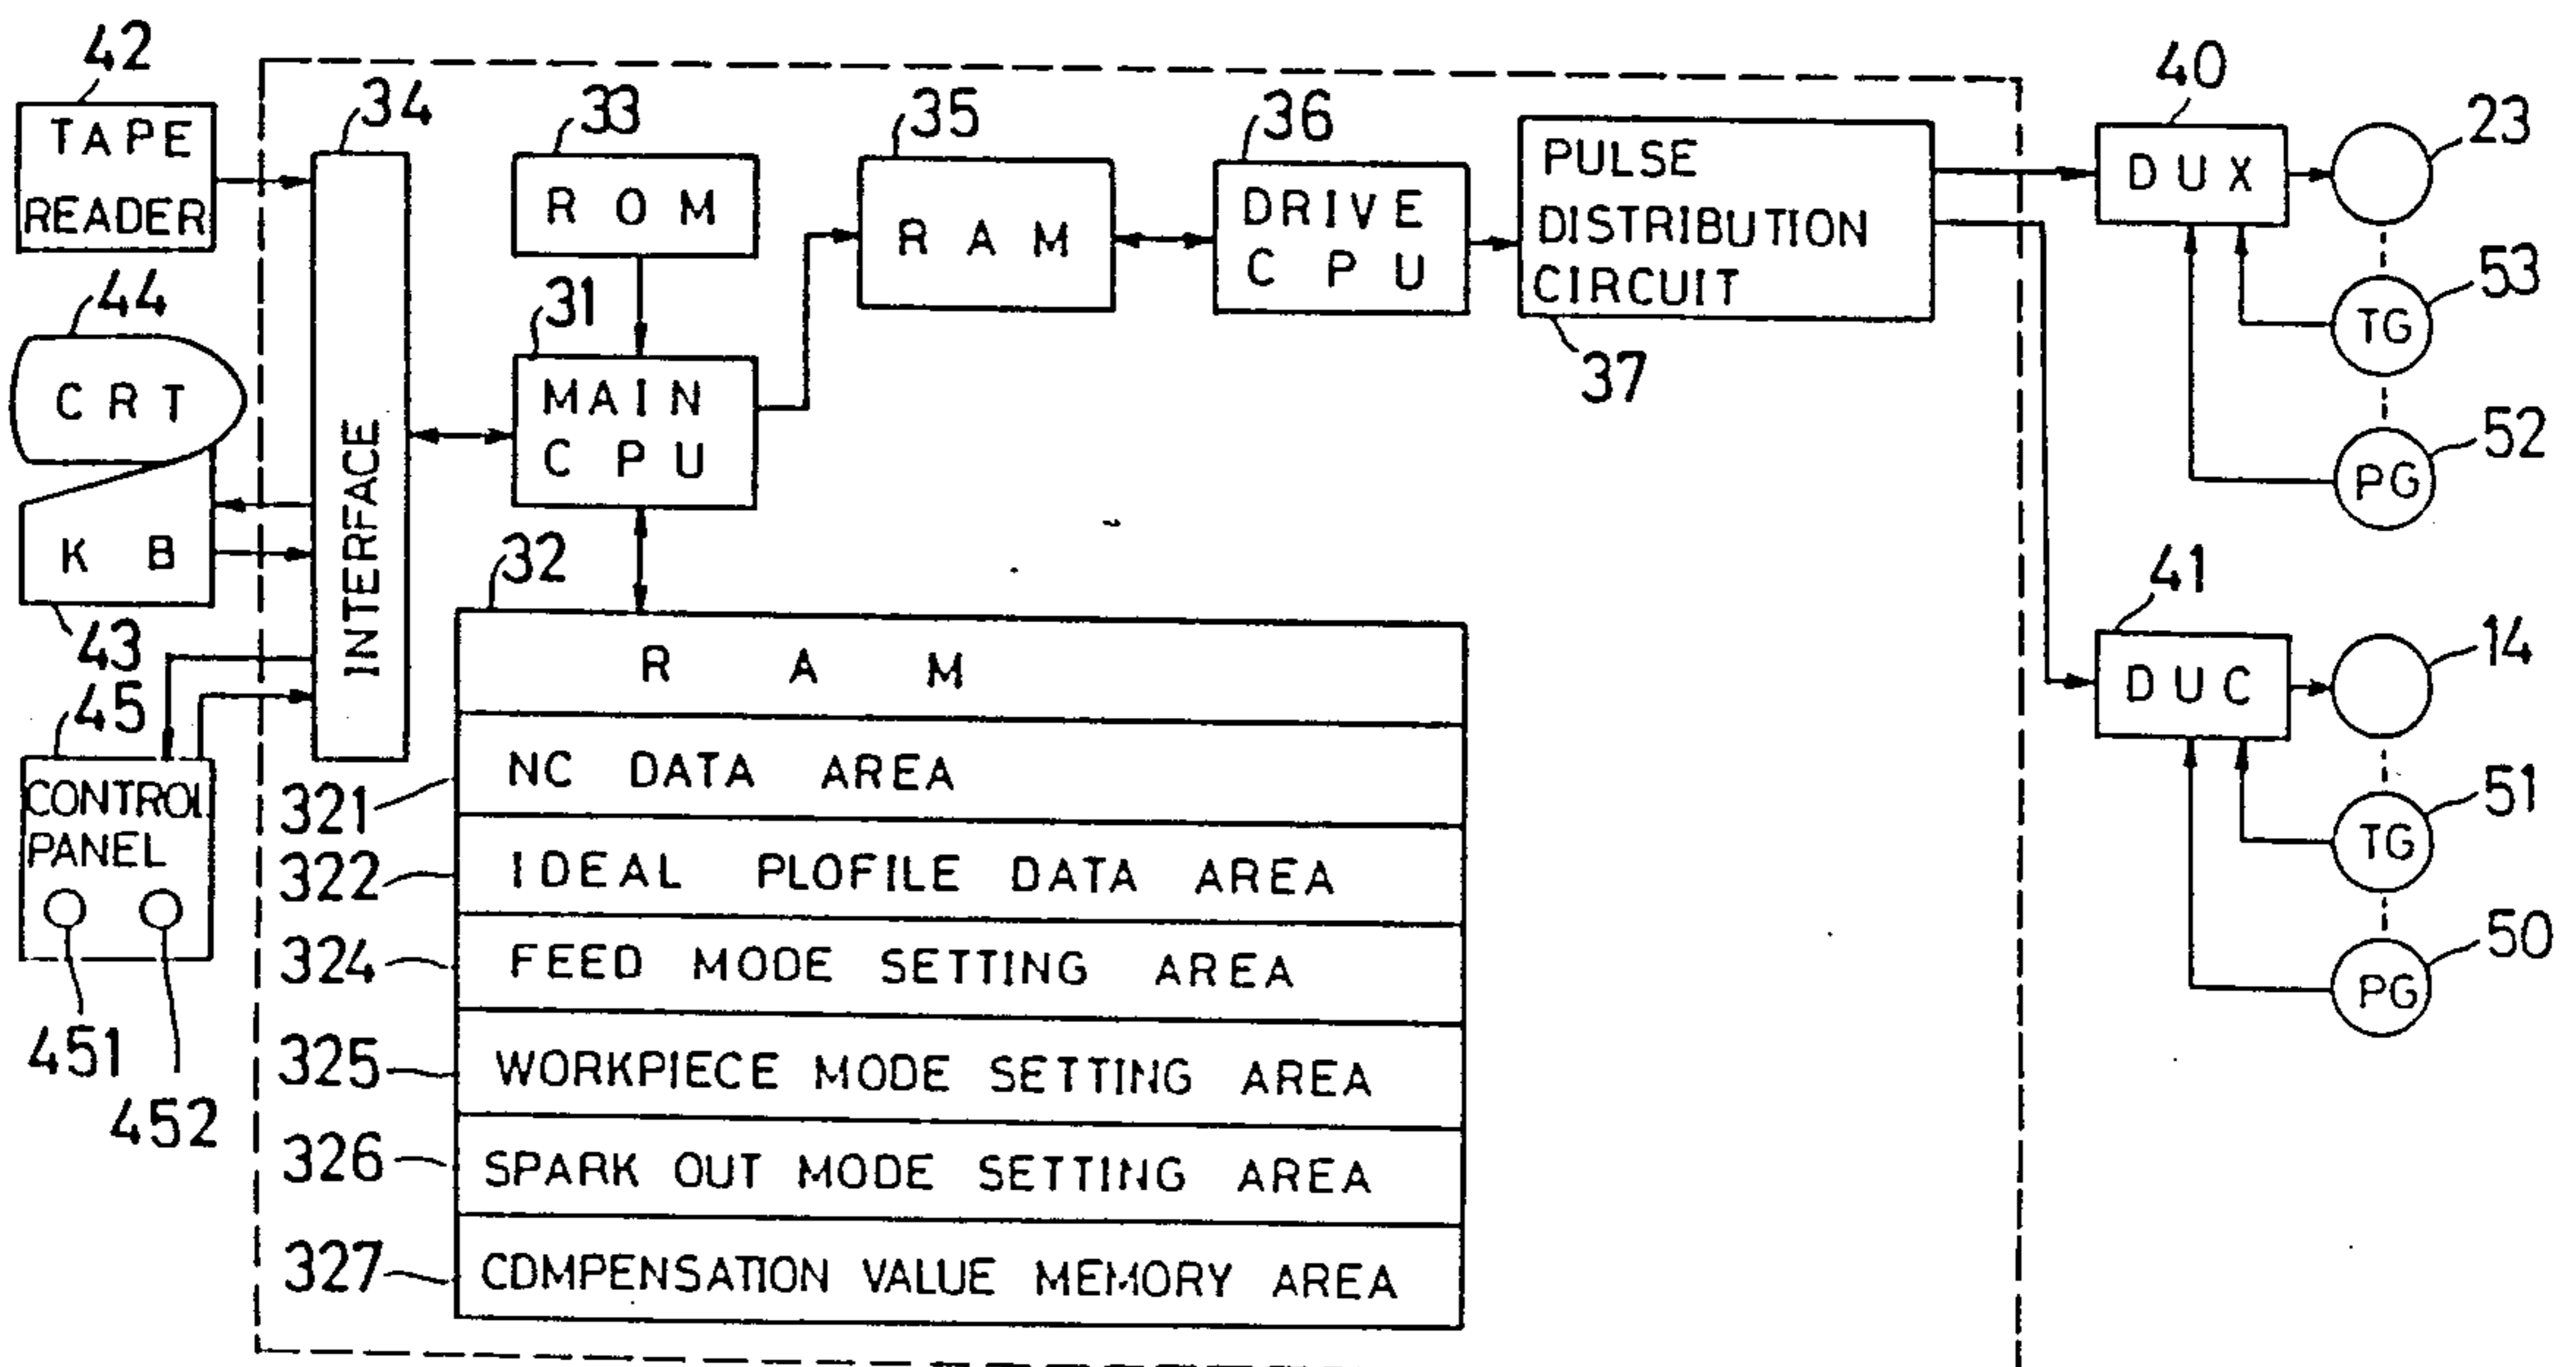 42
TAPE
READER
34
33
ROM
35
RAM
36
DRIVE
CPU
PULSE
DISTRIBUTION
CIRCUIT
37
40
DUX
23
TG
53
PG
52
44
CRT
KB
43
INTERFACE
31
MAIN
CPU
32
RAM
321
NC DATA AREA
322
IDEAL PLOFILE DATA AREA
324
FEED MODE SETTING AREA
325
WORKPIECE MODE SETTING AREA
326
SPARK OUT MODE SETTING AREA
327
COMPENSATION VALUE MEMORY AREA
45
CONTROL
PANEL
451
452
41
DUC
14
TG
51
PG
50